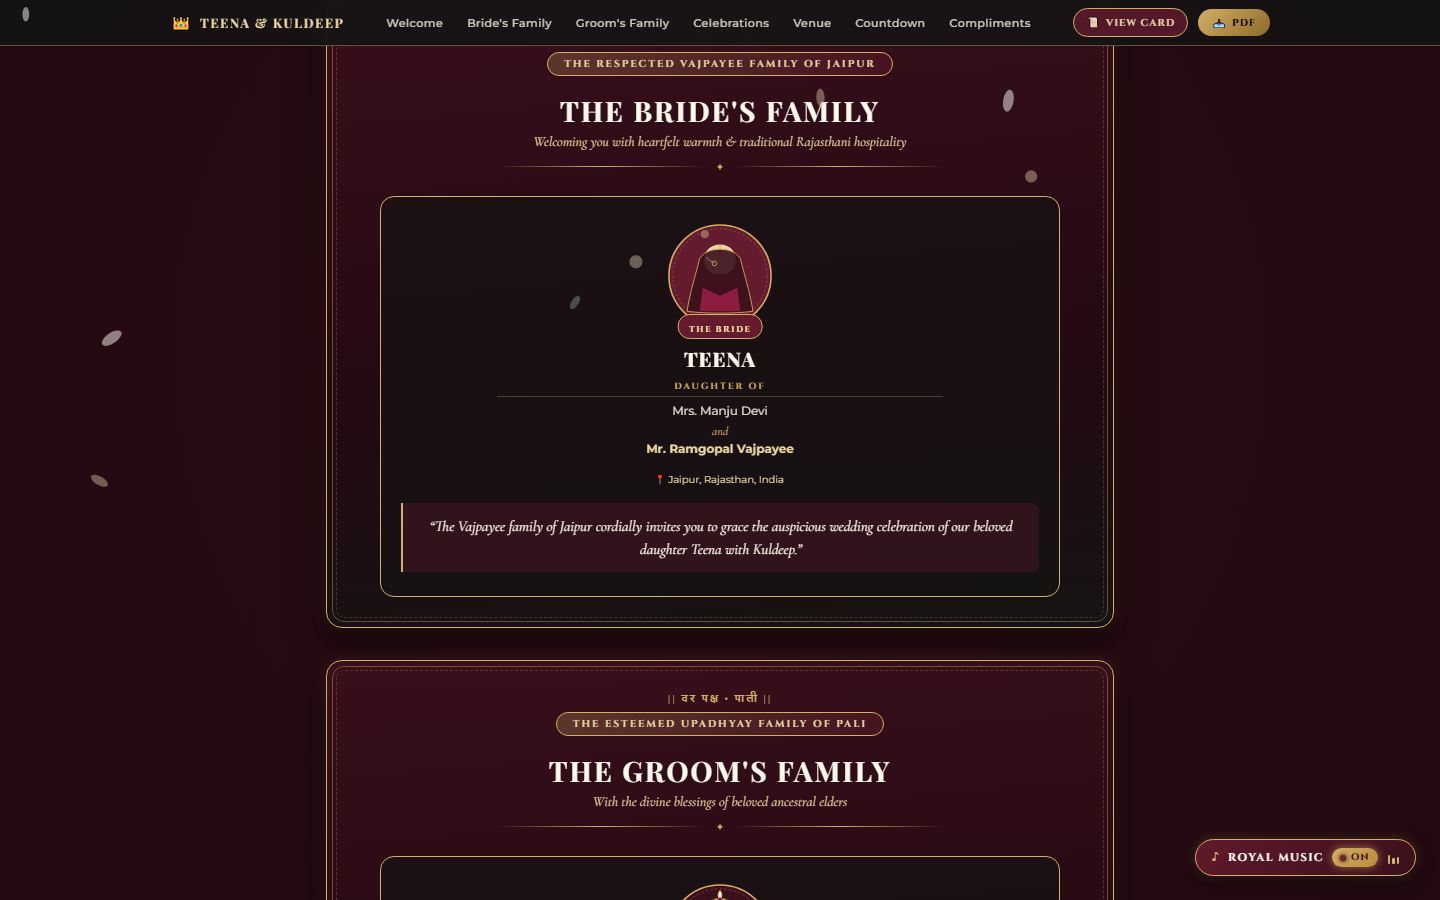 TEENA & KULDEEP
Welcome
Bride's Family
Groom's Family
Celebrations
Venue
Countdown
Compliments
VIEW CARD
PDF
THE RESPECTED VAJPAYEE FAMILY OF JAIPUR
THE BRIDE'S FAMILY
Welcoming you with heartfelt warmth & traditional Rajasthani hospitality
THE BRIDE
TEENA
DAUGHTER OF
Mrs. Manju Devi
and
Mr. Ramgopal Vajpayee
Jaipur, Rajasthan, India
“The Vajpayee family of Jaipur cordially invites you to grace the auspicious wedding celebration of our beloved
daughter Teena with Kuldeep.”
|| वर पक्ष • पाली ||
THE ESTEEMED UPADHYAY FAMILY OF PALI
THE GROOM'S FAMILY
With the divine blessings of beloved ancestral elders
ROYAL MUSIC
ON